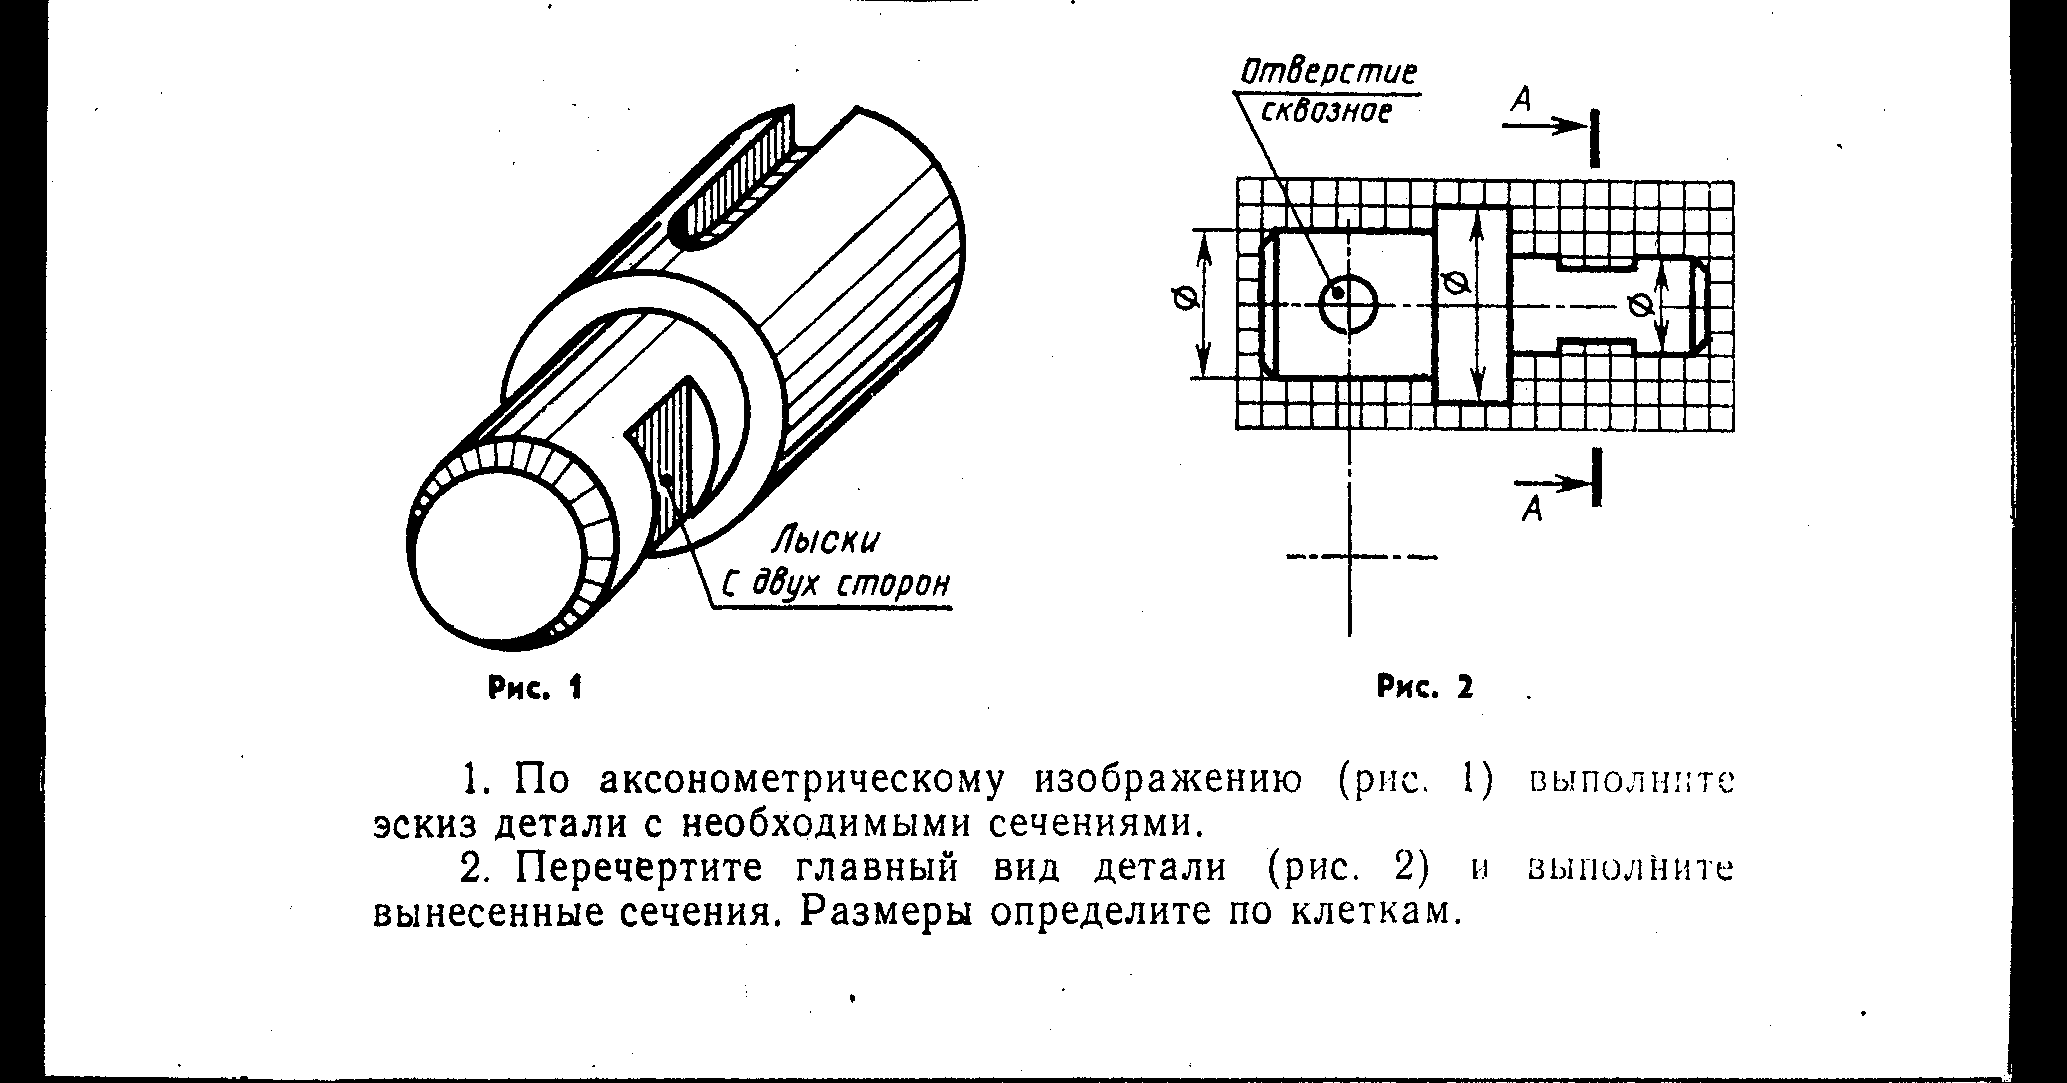 Отверстие
сквозное
А
Ø
Ø
Ø
А
Лыски
с двух сторон
Рис. 1
Рис. 2
1. По аксонометрическому изображению (рис. 1) выполните
эскиз детали с необходимыми сечениями.
2. Перечертите главный вид детали (рис. 2) и выполните
вынесенные сечения. Размеры определите по клеткам.